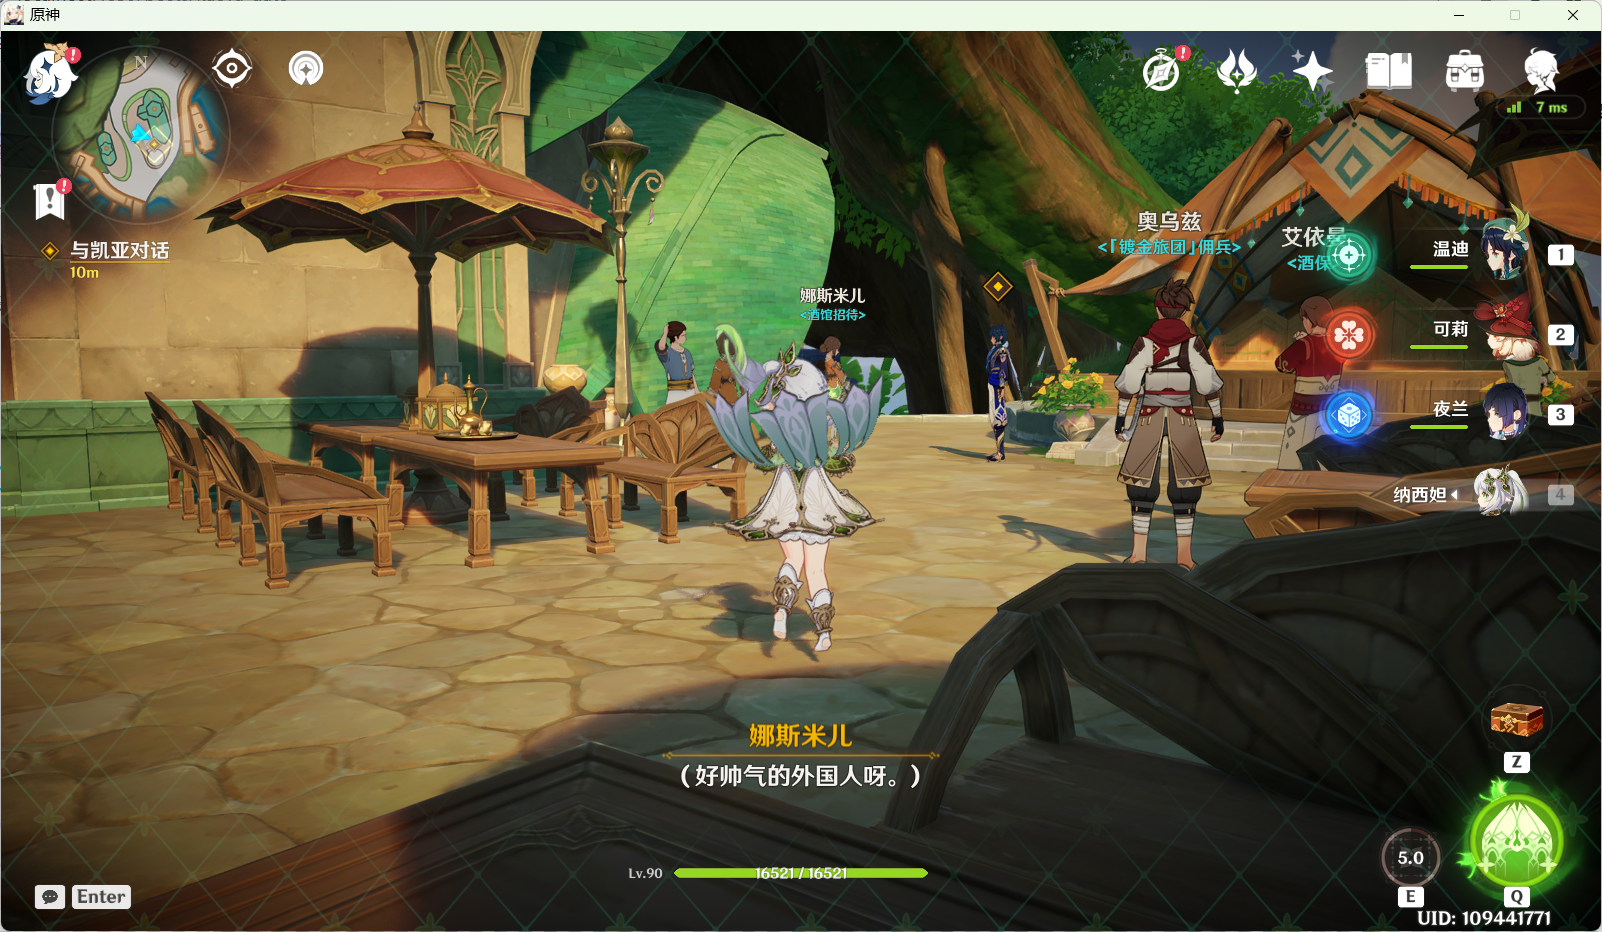 原神
N
7 ms
与凯亚对话
10m
奥乌兹
<「镀金旅团」佣兵>
艾依曼
<酒保
娜斯米儿
<酒馆招待>
温迪
1
可莉
2
夜兰
3
纳西妲
4
娜斯米儿
（好帅气的外国人呀。）
Z
Lv.90
16521 / 16521
5.0
E
Q
Enter
UID: 109441771